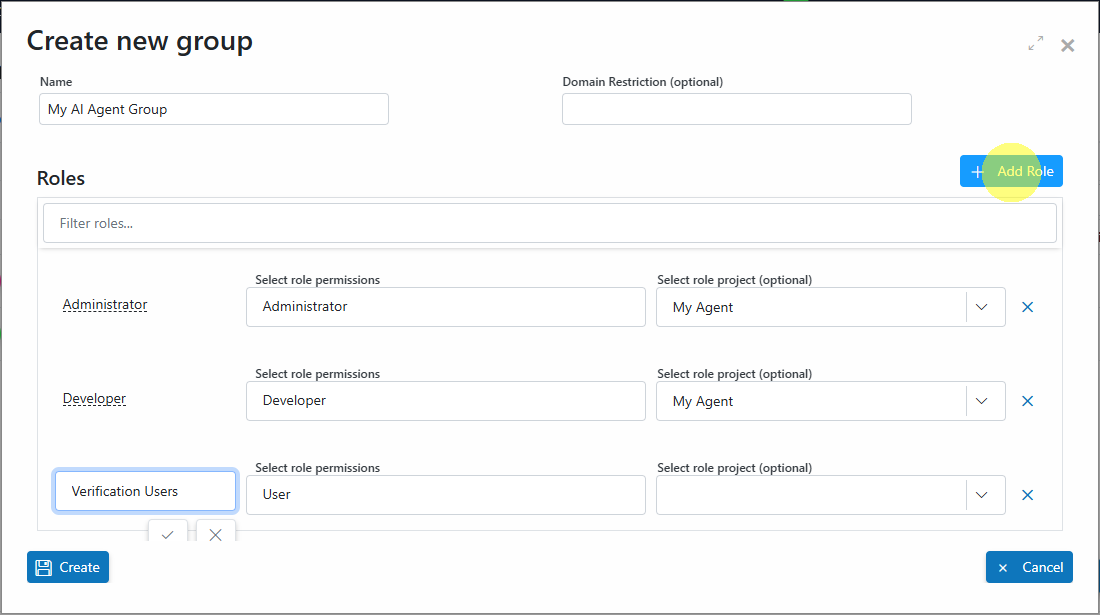 Create new group
Name
Domain Restriction (optional)
My AI Agent Group
Roles
Add Role
Filter roles...
Select role permissions
Select role project (optional)
Administrator
Administrator
My Agent
Select role permissions
Select role project (optional)
Developer
Developer
My Agent
Select role permissions
Select role project (optional)
Verification Users
User
Create
Cancel